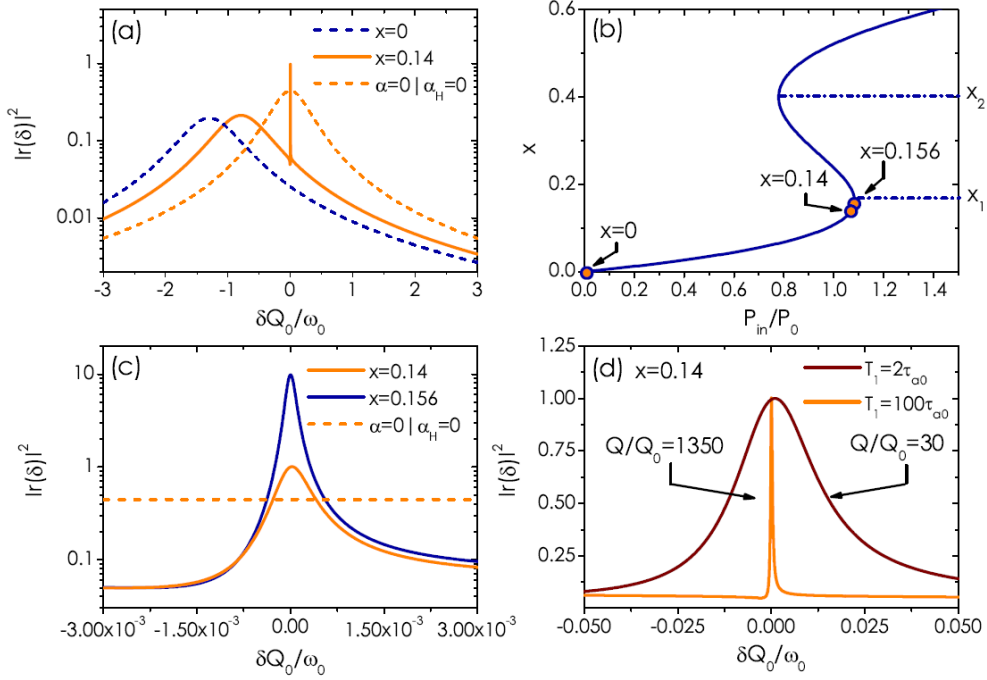 (a)
x=0
x=0.14
α=0 | α_H=0
|r(δ)|²
1
0.1
0.01
-3 -2 -1 0 1 2 3
δQ₀/ω₀
(b)
x
0.6
0.4
0.2
0.0
x₂
x₁
x=0.156
x=0.14
x=0
0.0 0.2 0.4 0.6 0.8 1.0 1.2 1.4
P_in/P₀
(c)
x=0.14
x=0.156
α=0 | α_H=0
|r(δ)|²
10
1
0.1
-3.00x10⁻³ -1.50x10⁻³ 0.00 1.50x10⁻³ 3.00x10⁻³
δQ₀/ω₀
(d) x=0.14
T₁=2τ_a0
T₁=100τ_a0
Q/Q₀=1350
Q/Q₀=30
|r(δ)|²
1.25
1.00
0.75
0.50
0.25
-0.050 -0.025 0.000 0.025 0.050
δQ₀/ω₀